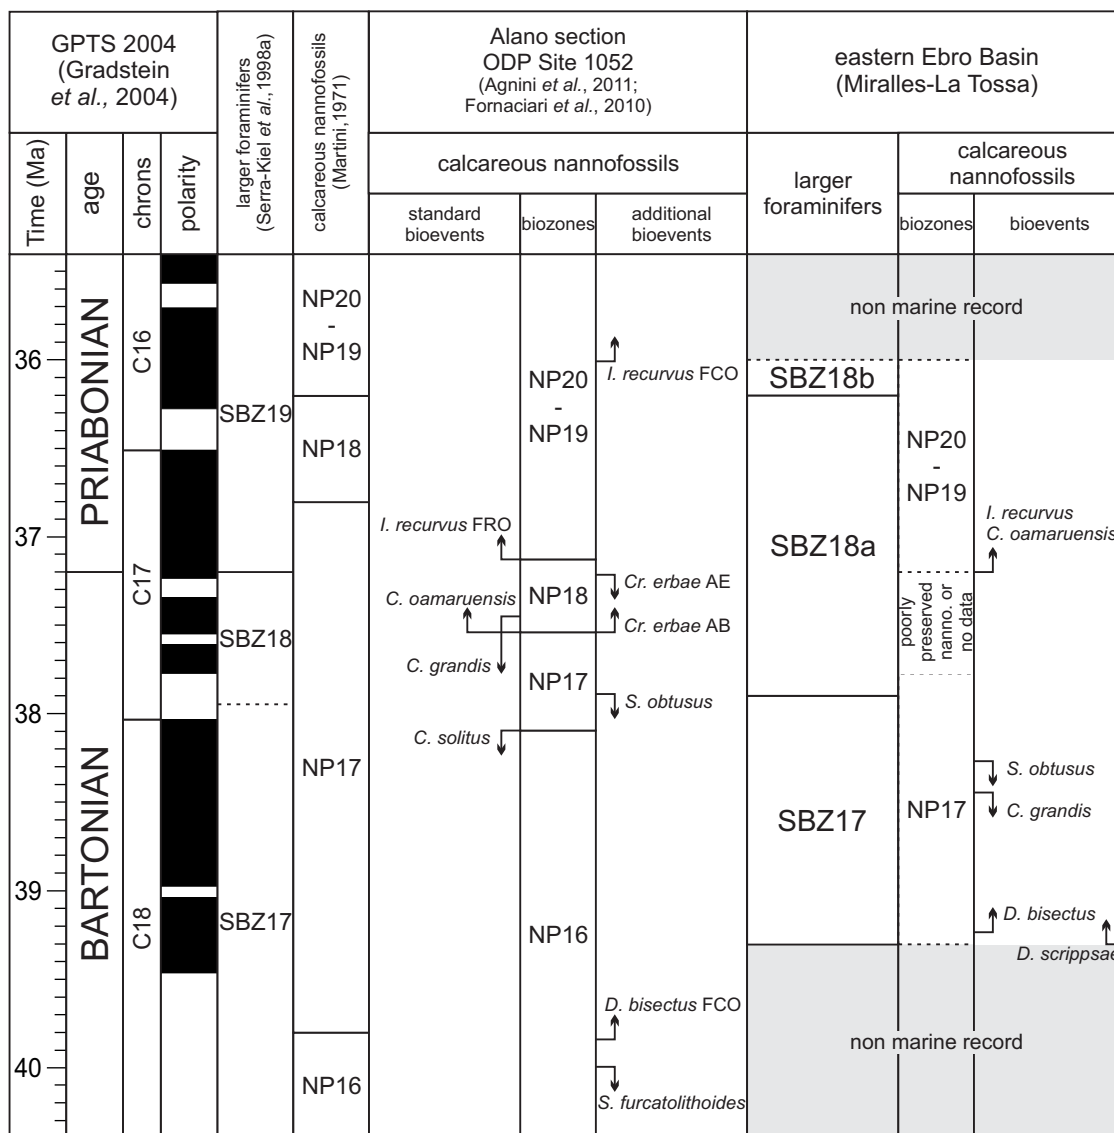 GPTS 2004
(Gradstein
et al., 2004)
larger foraminifers
(Serra-Kiel et al.,1998a)
calcareous nannofossils
(Martini,1971)
Alano section
ODP Site 1052
(Agnini et al., 2011;
Fornaciari et al., 2010)
eastern Ebro Basin
(Miralles-La Tossa)
Time (Ma)
age
chrons
polarity
calcareous nannofossils
standard
bioevents
biozones
additional
bioevents
larger
foraminifers
calcareous
nannofossils
biozones
bioevents
36
37
38
39
40
PRIABONIAN
BARTONIAN
C16
C17
C18
SBZ19
SBZ18
SBZ17
NP20
-
NP19
NP18
NP17
NP16
I. recurvus FRO
C. oamaruensis
C. grandis
C. solitus
NP20
-
NP19
NP18
NP17
NP16
I. recurvus FCO
Cr. erbae AE
Cr. erbae AB
S. obtusus
D. bisectus FCO
S. furcatolithoides
non marine record
SBZ18b
SBZ18a
SBZ17
NP20
-
NP19
poorly
preserved
nanno. or
no data
NP17
I. recurvus
C. oamaruensis
S. obtusus
C. grandis
D. bisectus
D. scrippsae
non marine record